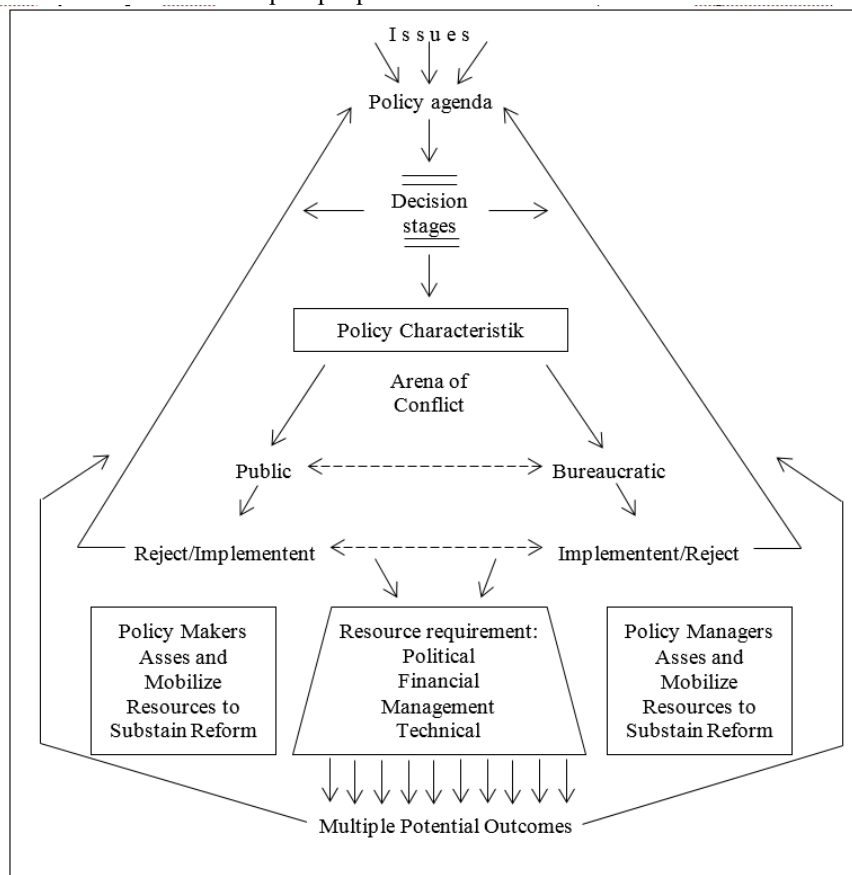 I s s u e s
Policy agenda
Decision
stages
Policy Characteristik
Arena of
Conflict
Public
Bureaucratic
Reject/Implementent
Implementent/Reject
Policy Makers
Asses and
Mobilize
Resources to
Substain Reform
Resource requirement:
Political
Financial
Management
Technical
Policy Managers
Asses and
Mobilize
Resources to
Substain Reform
Multiple Potential Outcomes